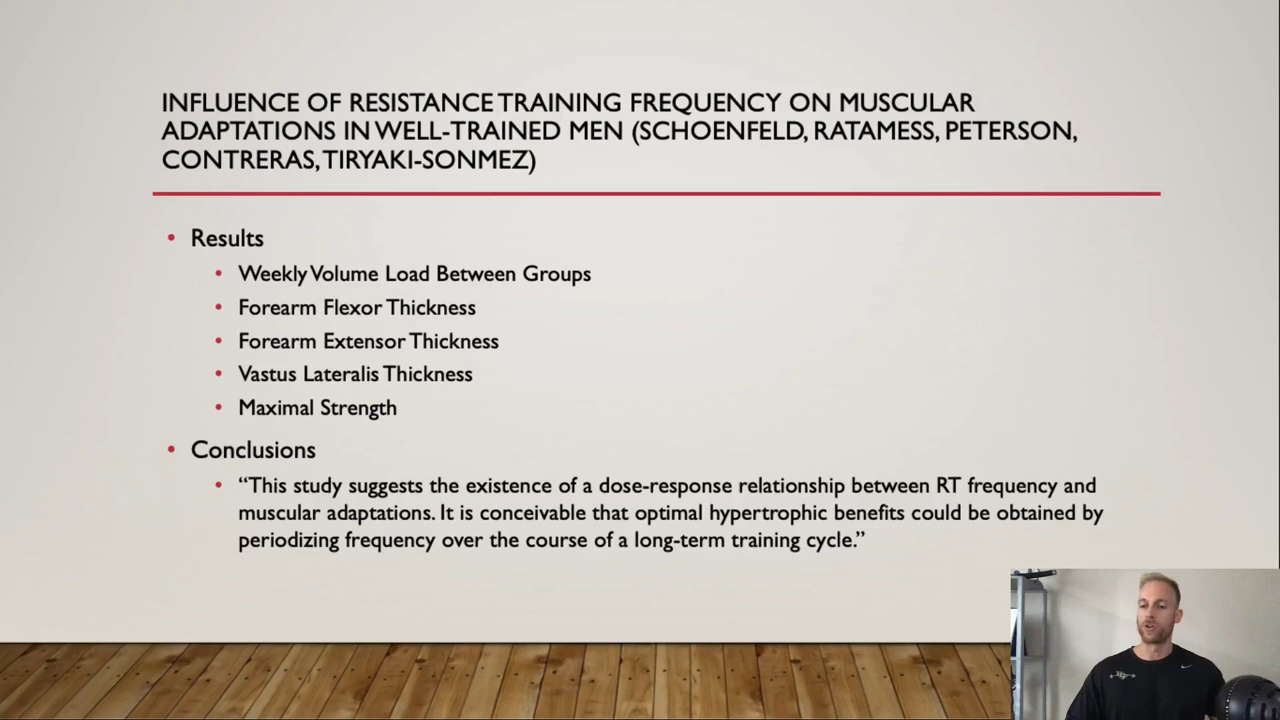 INFLUENCE OF RESISTANCE TRAINING FREQUENCY ON MUSCULAR
ADAPTATIONS IN WELL-TRAINED MEN (SCHOENFELD, RATAMESS, PETERSON,
CONTRERAS, TIRYAKI-SONMEZ)
• Results
• Weekly Volume Load Between Groups
• Forearm Flexor Thickness
• Forearm Extensor Thickness
• Vastus Lateralis Thickness
• Maximal Strength
• Conclusions
• “This study suggests the existence of a dose-response relationship between RT frequency and
muscular adaptations. It is conceivable that optimal hypertrophic benefits could be obtained by
periodizing frequency over the course of a long-term training cycle.”